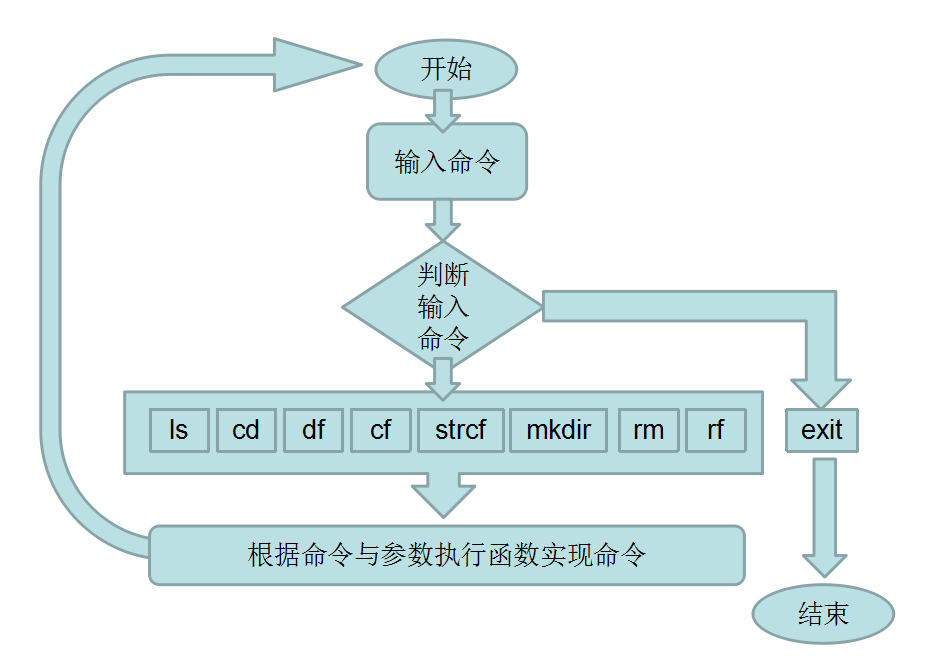 开始
输入命令
判断
输入
命令
ls cd df cf strcf mkdir rm rf exit
根据命令与参数执行函数实现命令
结束